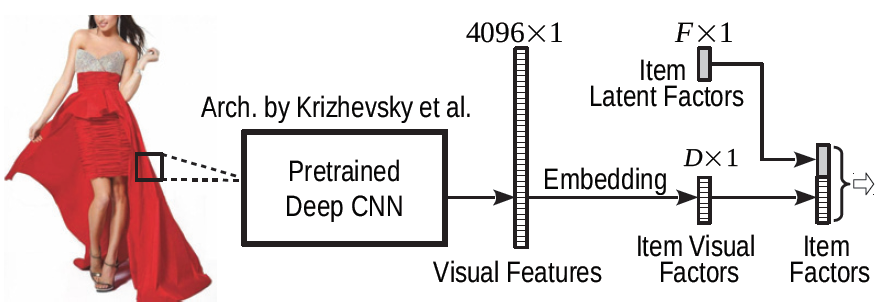 4096×1
F×1
Item
Latent Factors
Arch. by Krizhevsky et al.
Pretrained
Deep CNN
Embedding
D×1
Visual Features
Item Visual
Factors
Item
Factors